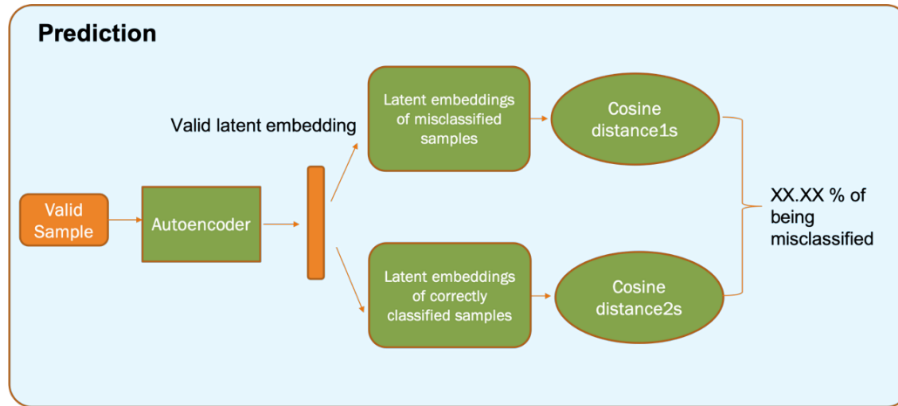 Prediction
Valid latent embedding
Valid
Sample
Autoencoder
Latent embeddings
of misclassified
samples
Cosine
distance1s
Latent embeddings
of correctly
classified samples
Cosine
distance2s
XX.XX % of
being
misclassified